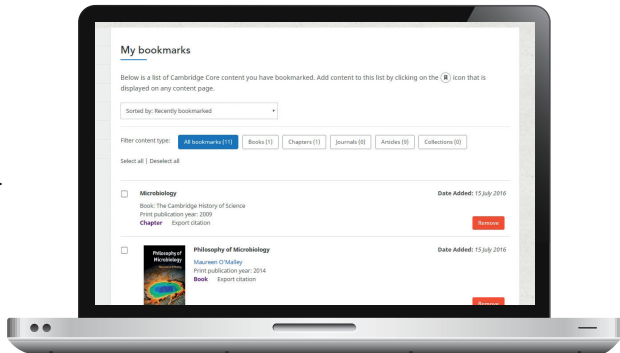 My bookmarks
Below is a list of Cambridge Core content you have bookmarked. Add content to this list by clicking on the icon that is
displayed on any content page.
Sorted by: Recently bookmarked
Filter content type: All bookmarks (11) Books (1) Chapters (1) Journals (0) Articles (9) Collections (0)
Select all | Deselect all
Microbiology Date Added: 15 July 2016
Book: The Cambridge History of Science
Print publication year: 2009
Chapter Export citation Remove
Philosophy of Microbiology Date Added: 15 July 2016
Maureen O'Malley
Print publication year: 2014
Book Export citation
Philosophy of
Microbiology
Remove